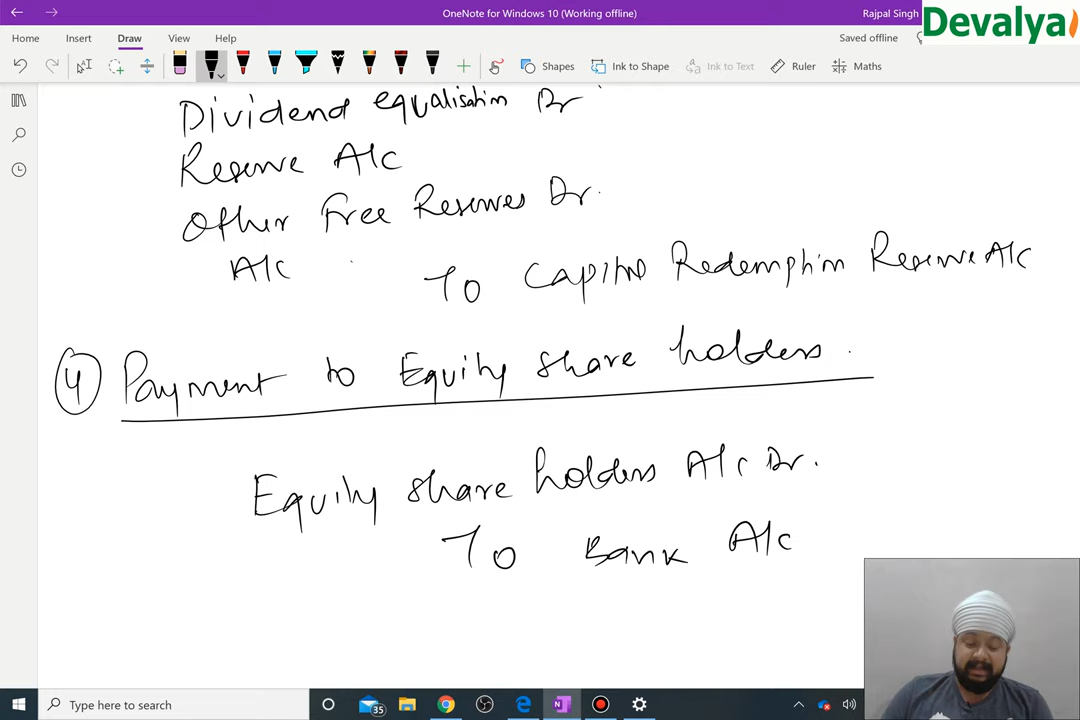 OneNote for Windows 10 (Working offline)
Rajpal Singh
Devalya
Home Insert Draw View Help
Saved offline
Shapes Ink to Shape Ink to Text Ruler Maths
Dividend equalisation Dr
Reserve A/c
Other Free Reserves Dr.
A/c
To Capital Redemption Reserve A/c
4 Payment to Equity share holders.
Equity share holders A/c Dr.
To Bank A/c
Type here to search
35